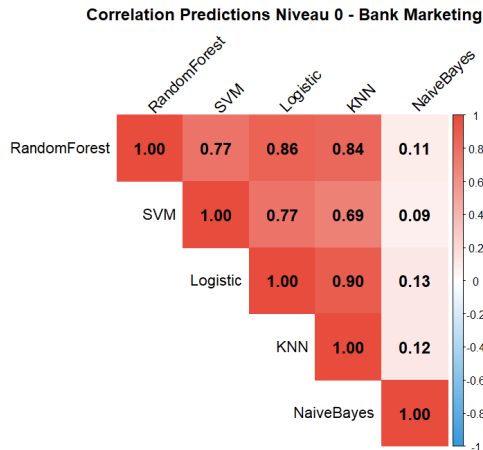 Correlation Predictions Niveau 0 - Bank Marketing
RandomForest SVM Logistic KNN NaiveBayes
RandomForest 1.00 0.77 0.86 0.84 0.11
SVM 1.00 0.77 0.69 0.09
Logistic 1.00 0.90 0.13
KNN 1.00 0.12
NaiveBayes 1.00
1
0.8
0.6
0.4
0.2
0
-0.2
-0.4
-0.6
-0.8
-1